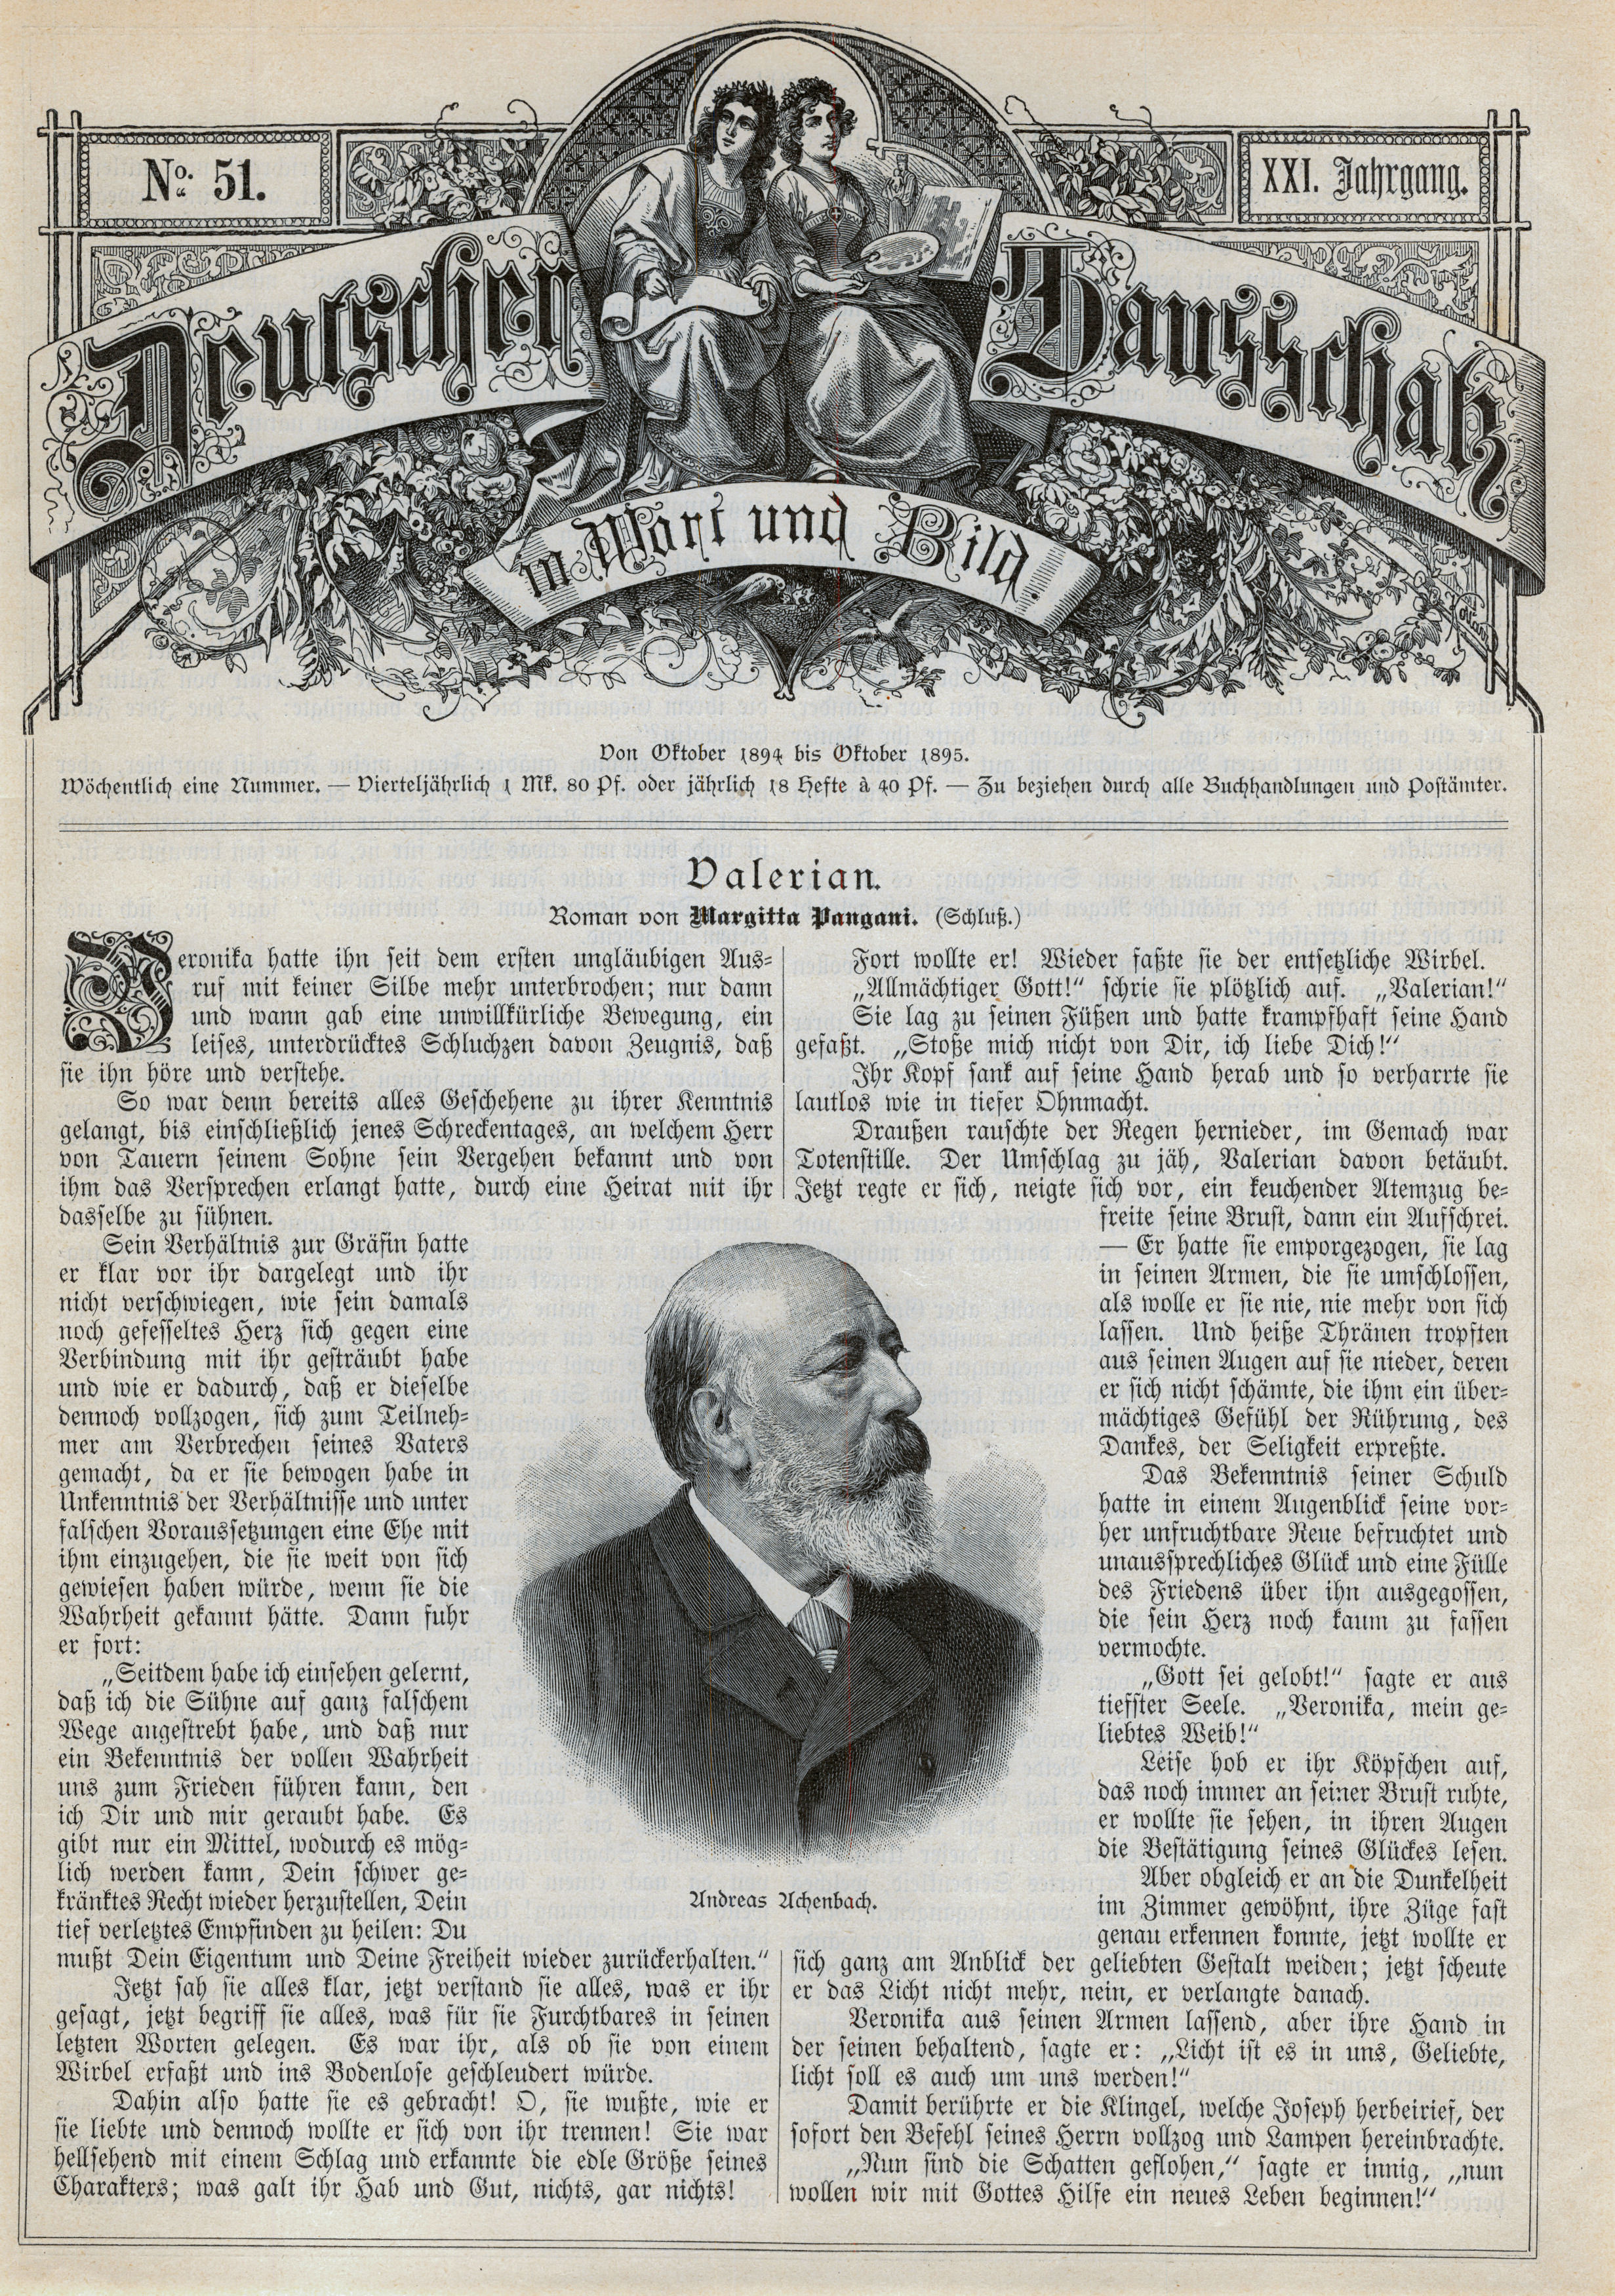 No. 51.
XXI. Jahrgang.
Deutscher Hausschatz
in Wort und Bild.
Von Oktober 1894 bis Oktober 1895.
Wöchentlich eine Nummer. — Vierteljährlich 1 Mk. 80 Pf. oder jährlich 18 Hefte à 40 Pf. — Zu beziehen durch alle Buchhandlungen und Postämter.
Valerian.
Roman von Margitta Pangani. (Schluß.)
Veronika hatte ihn seit dem ersten ungläubigen Aus-
ruf mit keiner Silbe mehr unterbrochen; nur dann
und wann gab eine unwillkürliche Bewegung, ein
leises, unterdrücktes Schluchzen davon Zeugnis, daß
sie ihn höre und verstehe.
So war denn bereits alles Geschehene zu ihrer Kenntnis
gelangt, bis einschließlich jenes Schreckentages, an welchem Herr
von Tauern seinem Sohne sein Vergehen bekannt und von
ihm das Versprechen erlangt hatte, durch eine Heirat mit ihr
dasselbe zu sühnen.
Sein Verhältnis zur Gräfin hatte
er klar vor ihr dargelegt und ihr
nicht verschwiegen, wie sein damals
noch gefesseltes Herz sich gegen eine
Verbindung mit ihr gesträubt habe
und wie er dadurch, daß er dieselbe
dennoch vollzogen, sich zum Teilneh-
mer am Verbrechen seines Vaters
gemacht, da er sie bewogen habe in
Unkenntnis der Verhältnisse und unter
falschen Voraussetzungen eine Ehe mit
ihm einzugehen, die sie weit von sich
gewiesen haben würde, wenn sie die
Wahrheit gekannt hätte. Dann fuhr
er fort:
„Seitdem habe ich einsehen gelernt,
daß ich die Sühne auf ganz falschem
Wege angestrebt habe, und daß nur
ein Bekenntnis der vollen Wahrheit
uns zum Frieden führen kann, den
ich Dir und mir geraubt habe. Es
gibt nur ein Mittel, wodurch es mög-
lich werden kann, Dein schwer ge-
kränktes Recht wieder herzustellen, Dein
tief verletztes Empfinden zu heilen: Du
mußt Dein Eigentum und Deine Freiheit wieder zurückerhalten.“
Jetzt sah sie alles klar, jetzt verstand sie alles, was er ihr
gesagt, jetzt begriff sie alles, was für sie Furchtbares in seinen
letzten Worten gelegen. Es war ihr, als ob sie von einem
Wirbel erfaßt und ins Bodenlose geschleudert würde.
Dahin also hatte sie es gebracht! O, sie wußte, wie er
sie liebte und dennoch wollte er sich von ihr trennen! Sie war
hellsehend mit einem Schlag und erkannte die edle Größe seines
Charakters; was galt ihr Hab und Gut, nichts, gar nichts!
Fort wollte er! Wieder faßte sie der entsetzliche Wirbel.
„Allmächtiger Gott!“ schrie sie plötzlich auf. „Valerian!“
Sie lag zu seinen Füßen und hatte krampfhaft seine Hand
gefaßt. „Stoße mich nicht von Dir, ich liebe Dich!“
Ihr Kopf sank auf seine Hand herab und so verharrte sie
lautlos wie in tiefer Ohnmacht.
Draußen rauschte der Regen hernieder, im Gemach war
Totenstille. Der Umschlag zu jäh, Valerian davon betäubt.
Jetzt regte er sich, neigte sich vor, ein keuchender Atemzug be-
freite seine Brust, dann ein Aufschrei.
— Er hatte sie emporgezogen, sie lag
in seinen Armen, die sie umschlossen,
als wolle er sie nie, nie mehr von sich
lassen. Und heiße Thränen tropften
aus seinen Augen auf sie nieder, deren
er sich nicht schämte, die ihm ein über-
mächtiges Gefühl der Rührung, des
Dankes, der Seligkeit erpreßte.
Das Bekenntnis seiner Schuld
hatte in einem Augenblick seine vor-
her unfruchtbare Reue befruchtet und
unaussprechliches Glück und eine Fülle
des Friedens über ihn ausgegossen,
die sein Herz noch kaum zu fassen
vermochte.
„Gott sei gelobt!“ sagte er aus
tiefster Seele. „Veronika, mein ge-
liebtes Weib!“
Leise hob er ihr Köpfchen auf,
das noch immer an seiner Brust ruhte,
er wollte sie sehen, in ihren Augen
die Bestätigung seines Glückes lesen.
Aber obgleich er an die Dunkelheit
im Zimmer gewöhnt, ihre Züge fast
genau erkennen konnte, jetzt wollte er
sich ganz am Anblick der geliebten Gestalt weiden; jetzt scheute
er das Licht nicht mehr, nein, er verlangte danach.
Veronika aus seinen Armen lassend, aber ihre Hand in
der seinen behaltend, sagte er: „Licht ist es in uns, Geliebte,
licht soll es auch um uns werden!“
Damit berührte er die Klingel, welche Joseph herbeirief, der
sofort den Befehl seines Herrn vollzog und Lampen hereinbrachte.
„Nun sind die Schatten geflohen,“ sagte er innig, „nun
wollen wir mit Gottes Hilfe ein neues Leben beginnen!“
Andreas Achenbach.